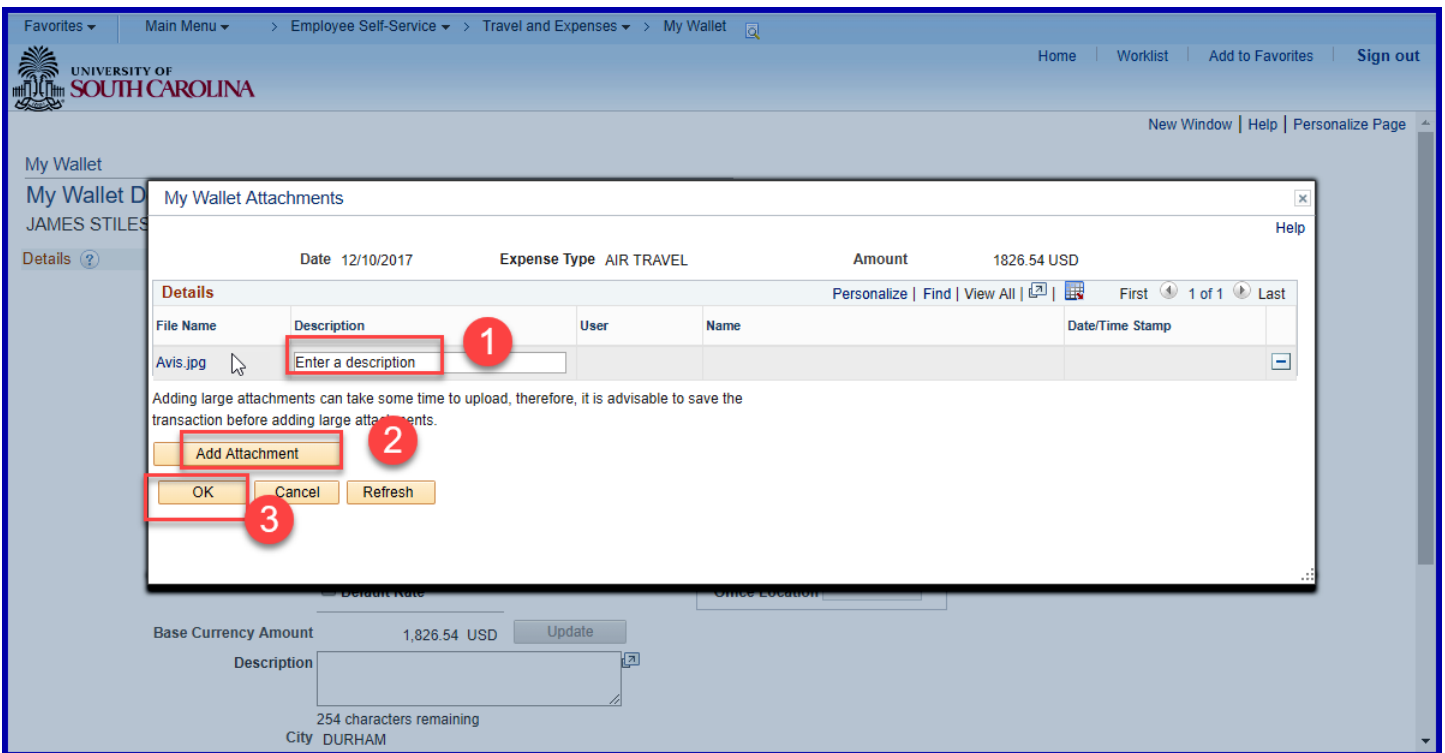 Favorites Main Menu > Employee Self-Service > Travel and Expenses > My Wallet
Home Worklist Add to Favorites Sign out
UNIVERSITY OF
SOUTH CAROLINA
New Window | Help | Personalize Page
My Wallet
My Wallet D
JAMES STILES
Details ?
My Wallet Attachments x
Help
Date 12/10/2017 Expense Type AIR TRAVEL Amount 1826.54 USD
Details Personalize | Find | View All | | First 1 of 1 Last
File Name Description User Name Date/Time Stamp
1
Avis.jpg Enter a description
Adding large attachments can take some time to upload, therefore, it is advisable to save the
transaction before adding large attachments.
Add Attachment 2
OK Cancel Refresh
3
Default Rate Office Location
Base Currency Amount 1,826.54 USD Update
Description
254 characters remaining
City DURHAM